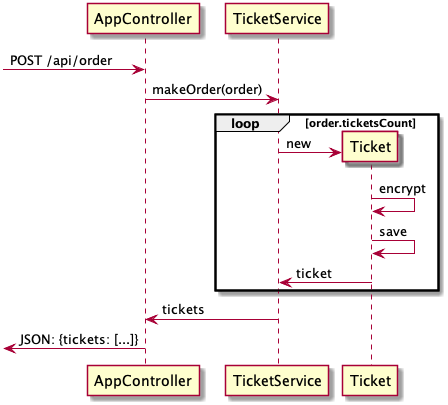 AppController
TicketService
POST /api/order
makeOrder(order)
loop
[order.ticketsCount]
new
Ticket
encrypt
save
ticket
tickets
JSON: {tickets: [...]}
AppController
TicketService
Ticket